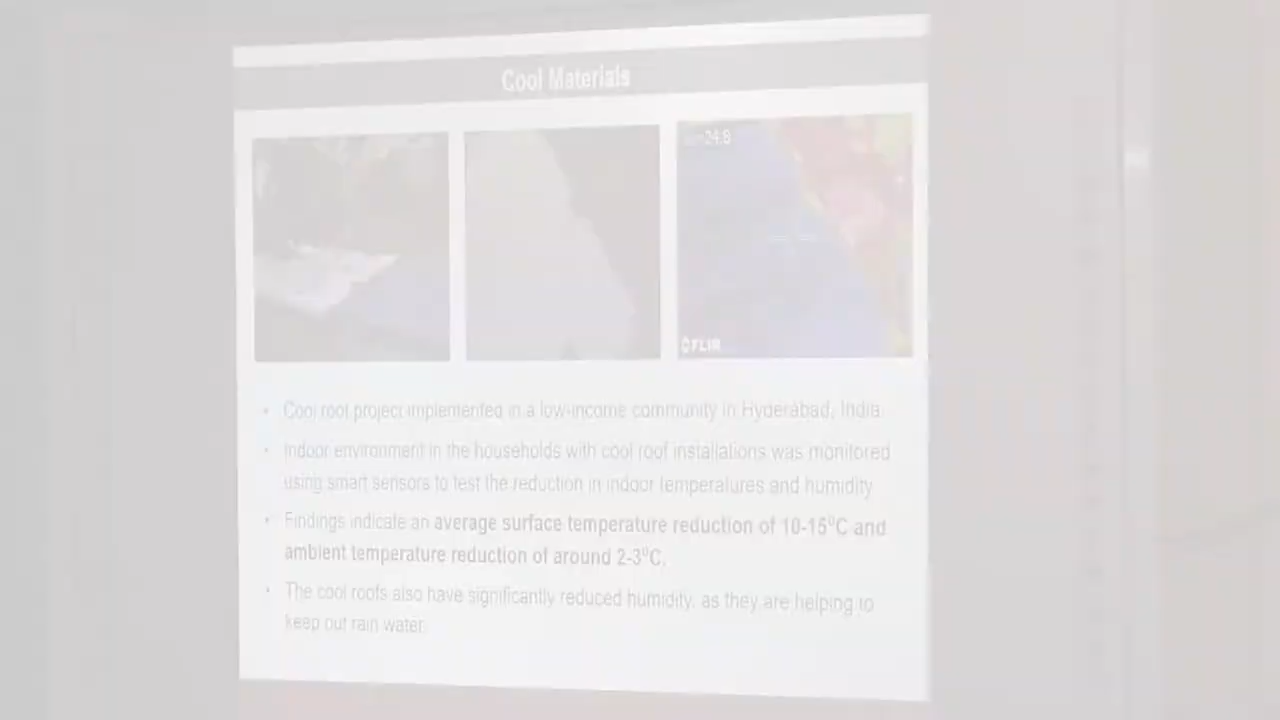 Cool Materials
24.8
FLIR
• Cool roof project implemented in a low-income community in Hyderabad, India.
• Indoor environment in the households with cool roof installations was monitored
using smart sensors to test the reduction in indoor temperatures and humidity
• Findings indicate an average surface temperature reduction of 10-15⁰C and
ambient temperature reduction of around 2-3⁰C.
• The cool roofs also have significantly reduced humidity, as they are helping to
keep out rain water.